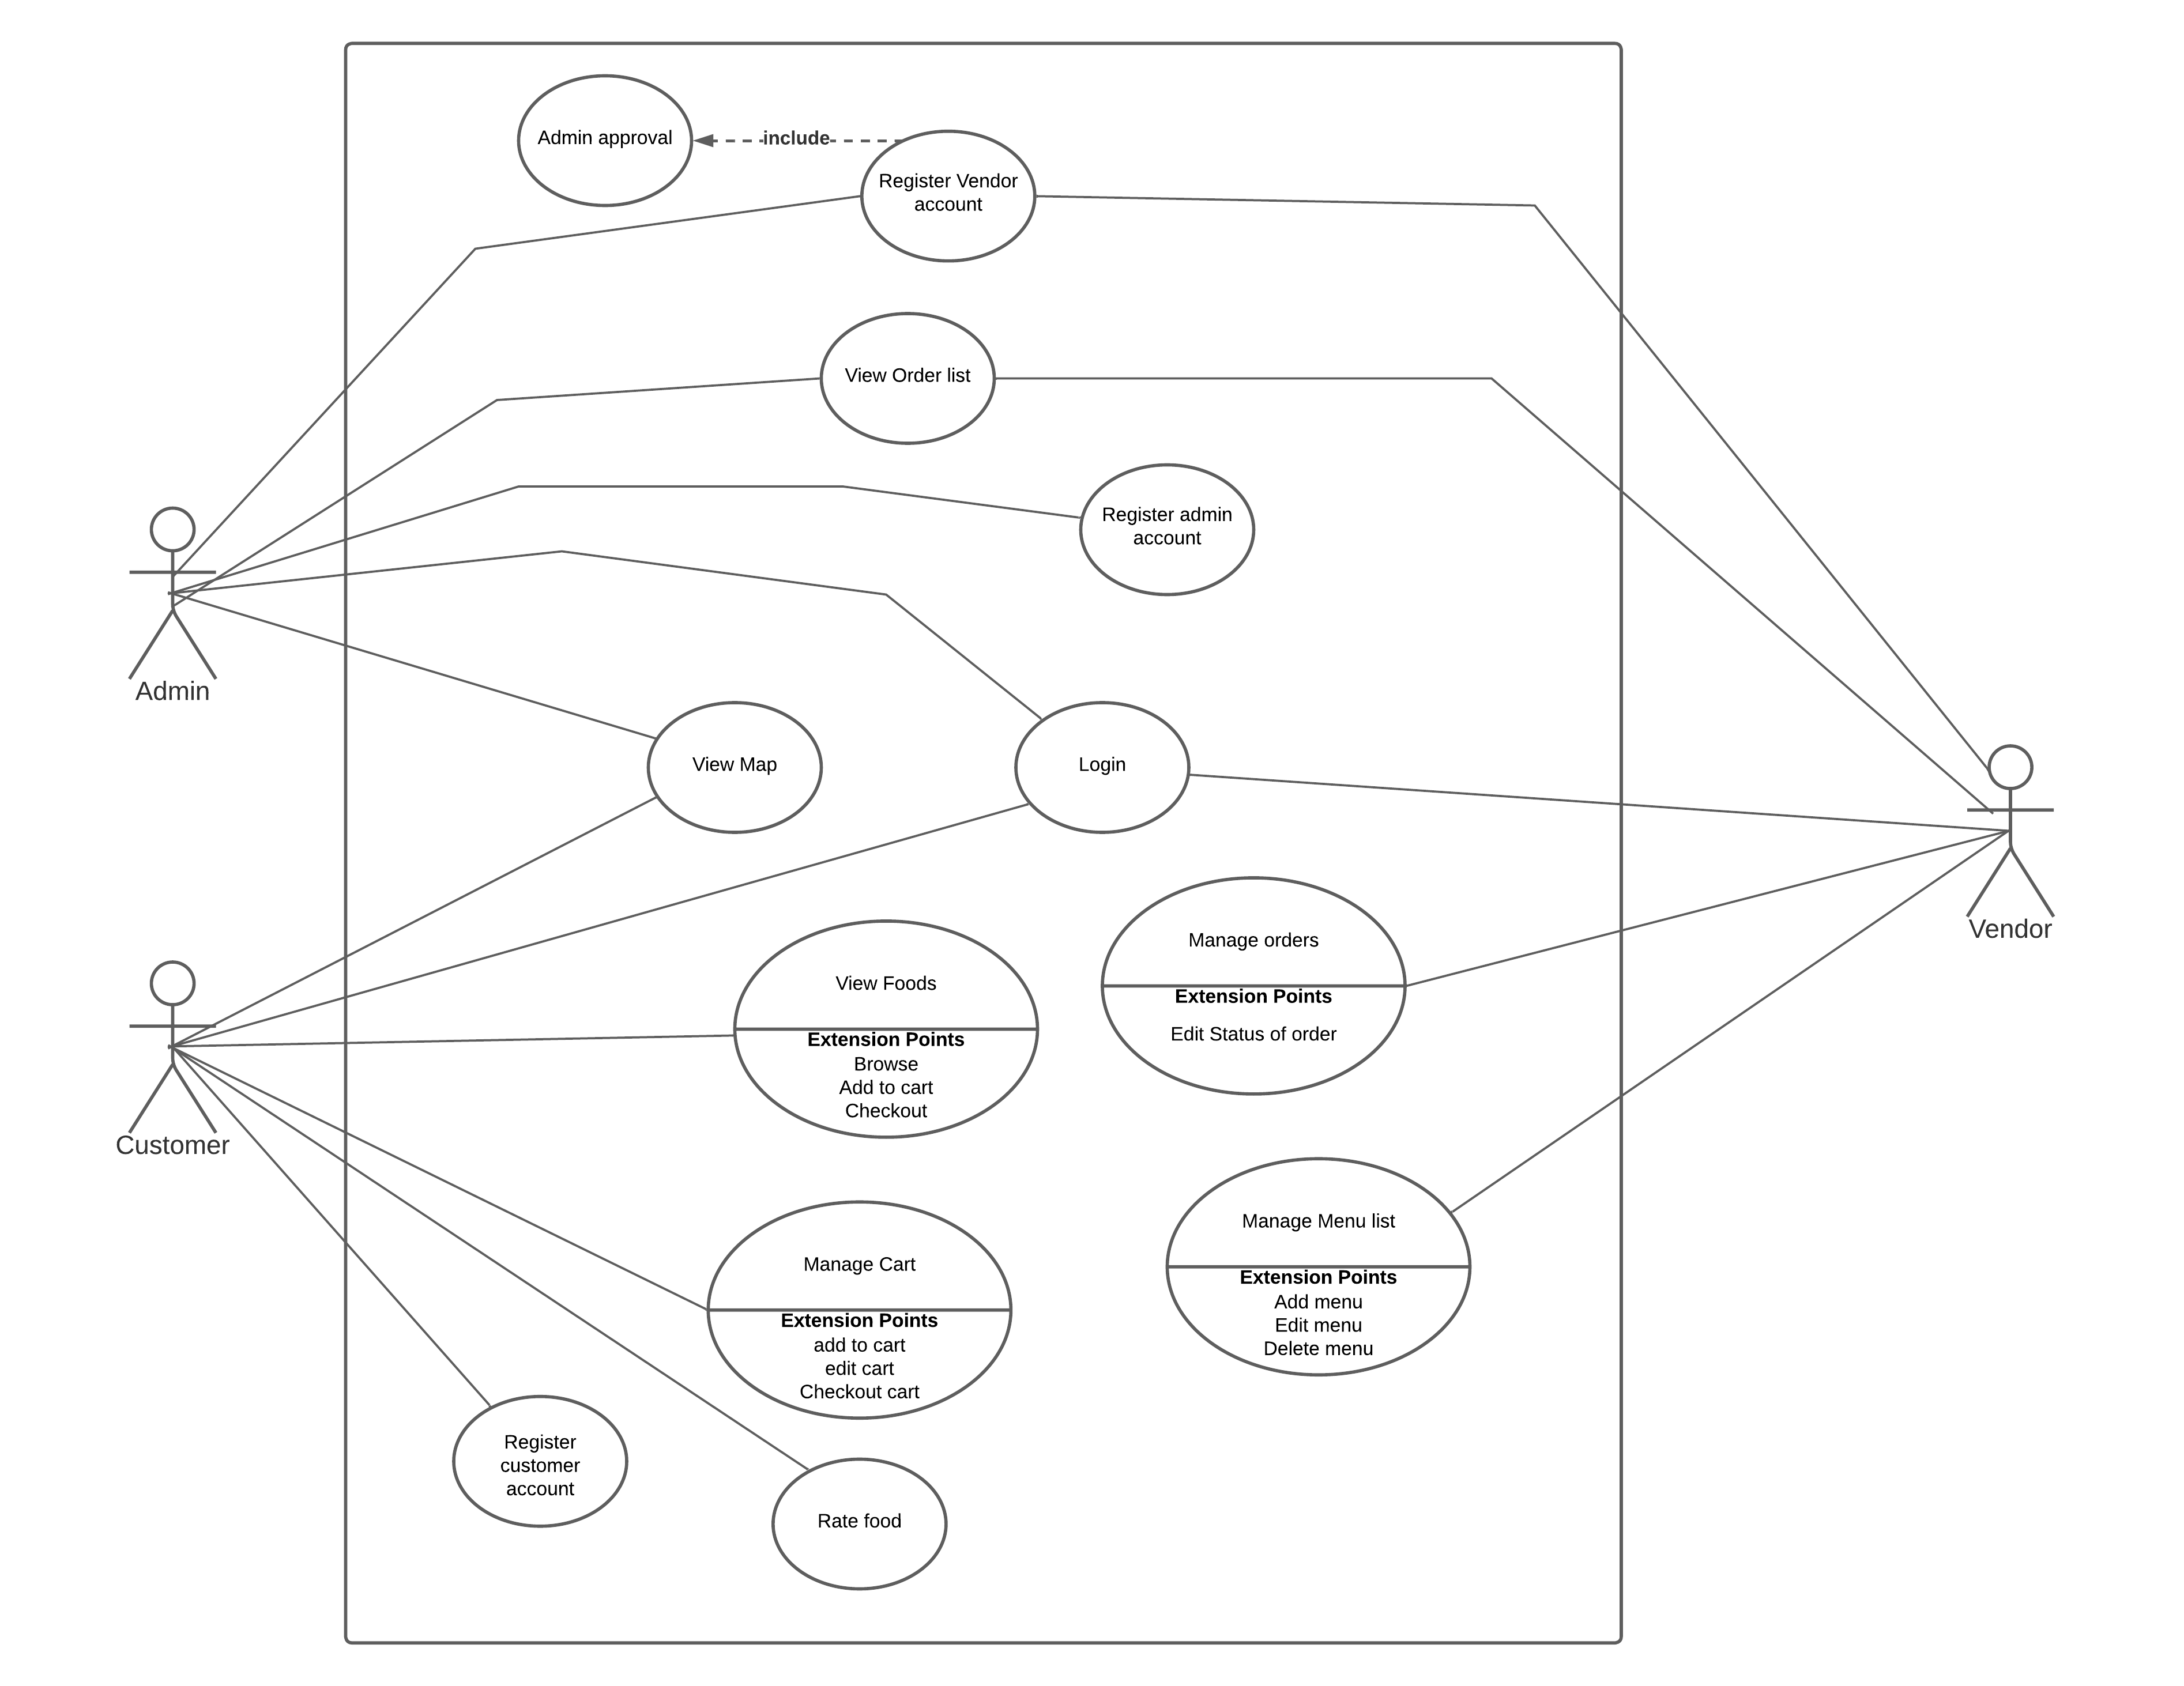 Admin approval
include
Register Vendor
account
View Order list
Register admin
account
Admin
View Map
Login
Vendor
Manage orders
Extension Points
Edit Status of order
View Foods
Extension Points
Browse
Add to cart
Checkout
Customer
Manage Menu list
Extension Points
Add menu
Edit menu
Delete menu
Manage Cart
Extension Points
add to cart
edit cart
Checkout cart
Register
customer
account
Rate food